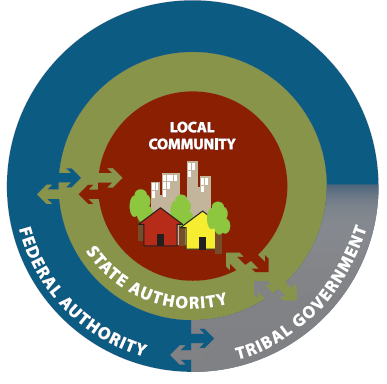 LOCAL
COMMUNITY
STATE AUTHORITY
FEDERAL AUTHORITY
TRIBAL GOVERNMENT